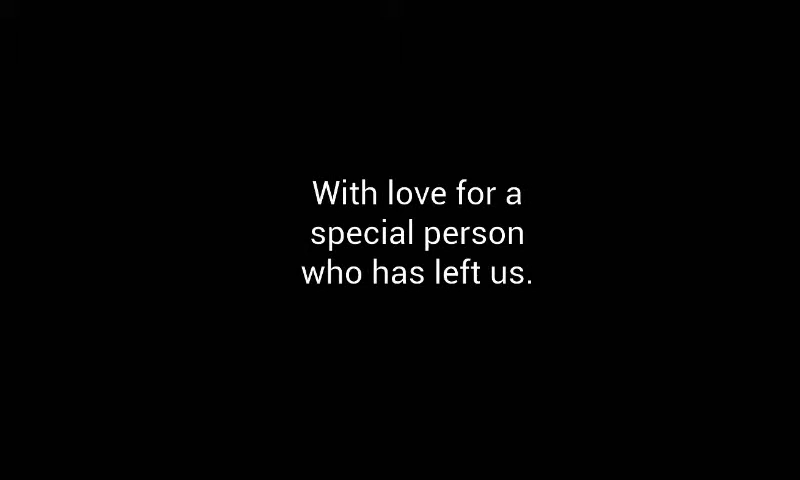 With love for a
special person
who has left us.